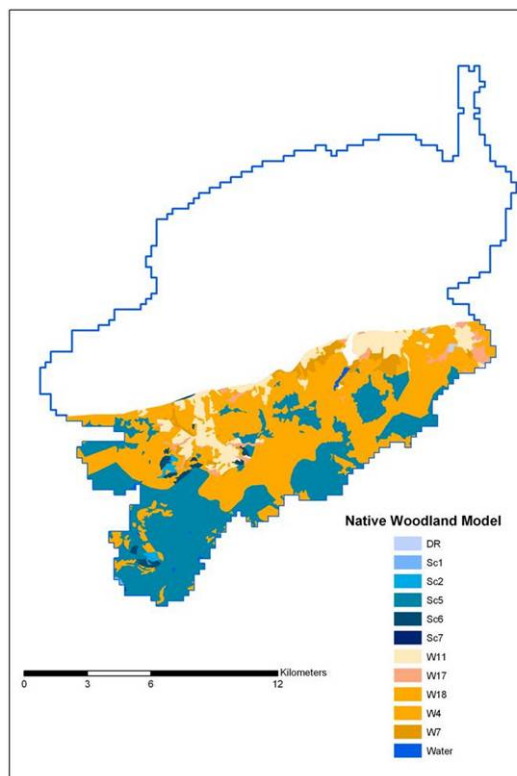 Native Woodland Model
DR
Sc1
Sc2
Sc5
Sc6
Sc7
W11
W17
W18
W4
W7
Water
Kilometers
0 3 6 12